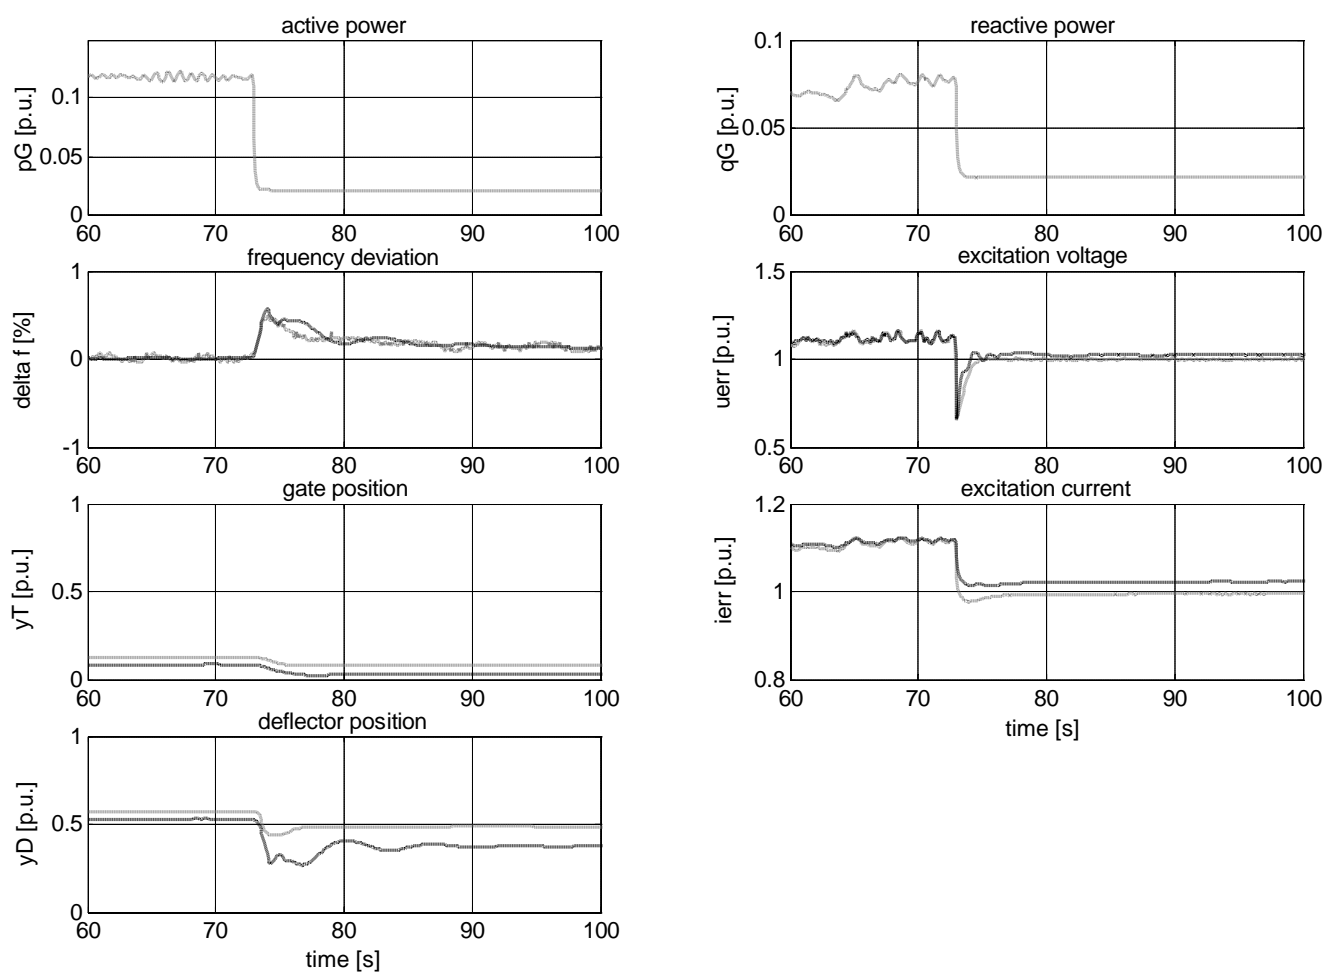 active power
pG [p.u.]
0.1
0.05
0
60 70 80 90 100
reactive power
qG [p.u.]
0.1
0.05
0
60 70 80 90 100
frequency deviation
delta f [%]
1
0
-1
60 70 80 90 100
excitation voltage
uerr [p.u.]
1.5
1
0.5
60 70 80 90 100
gate position
yT [p.u.]
1
0.5
0
60 70 80 90 100
excitation current
ierr [p.u.]
1.2
1
0.8
60 70 80 90 100
time [s]
deflector position
yD [p.u.]
1
0.5
0
60 70 80 90 100
time [s]